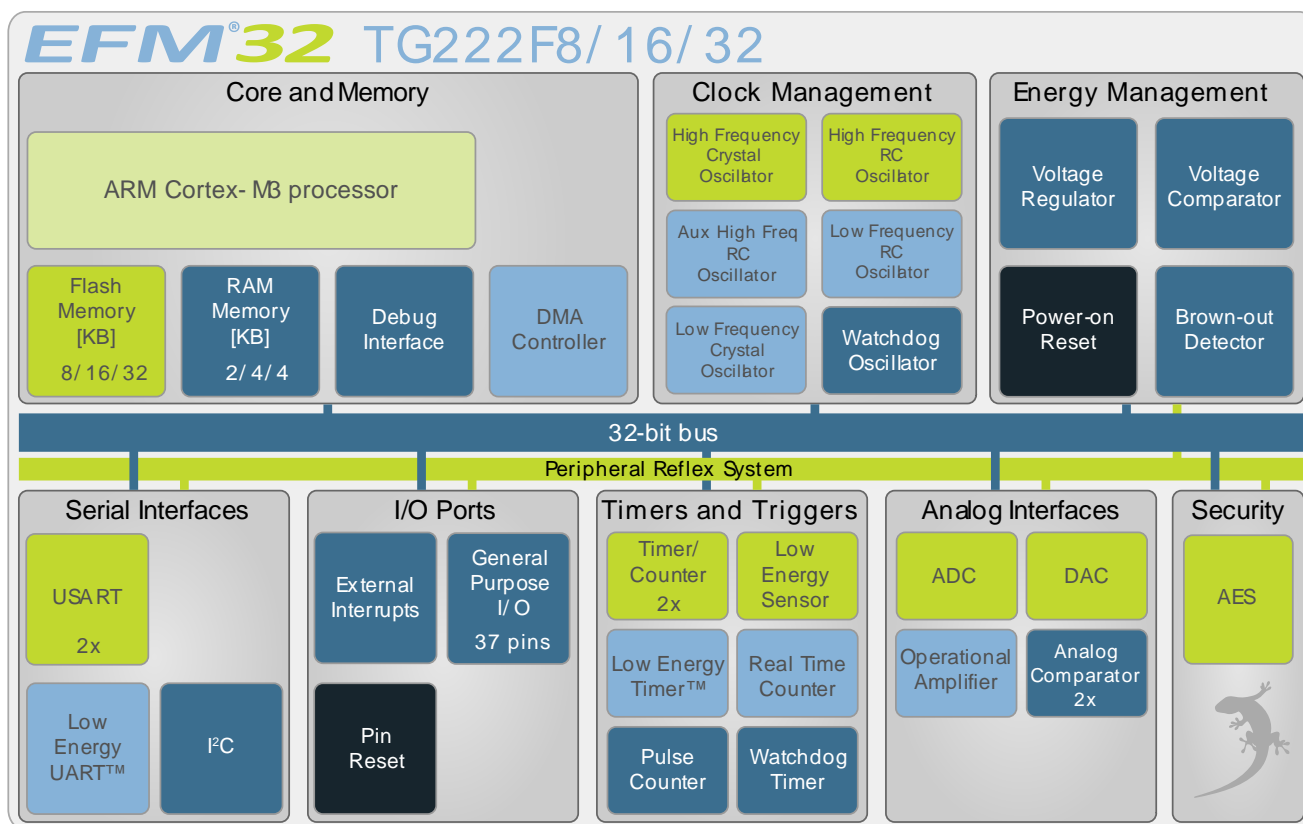 EFM®32 TG222F8/16/32
Core and Memory
ARM Cortex-M3 processor
Flash
Memory
[KB]
8/16/32
RAM
Memory
[KB]
2/4/4
Debug
Interface
DMA
Controller
Clock Management
High Frequency
Crystal
Oscillator
High Frequency
RC
Oscillator
Aux High Freq
RC
Oscillator
Low Frequency
RC
Oscillator
Low Frequency
Crystal
Oscillator
Watchdog
Oscillator
Energy Management
Voltage
Regulator
Voltage
Comparator
Power-on
Reset
Brown-out
Detector
32-bit bus
Peripheral Reflex System
Serial Interfaces
USART
2x
Low
Energy
UART™
I²C
I/O Ports
External
Interrupts
General
Purpose
I/O
37 pins
Pin
Reset
Timers and Triggers
Timer/
Counter
2x
Low
Energy
Sensor
Low Energy
Timer™
Real Time
Counter
Pulse
Counter
Watchdog
Timer
Analog Interfaces
ADC
DAC
Operational
Amplifier
Analog
Comparator
2x
Security
AES